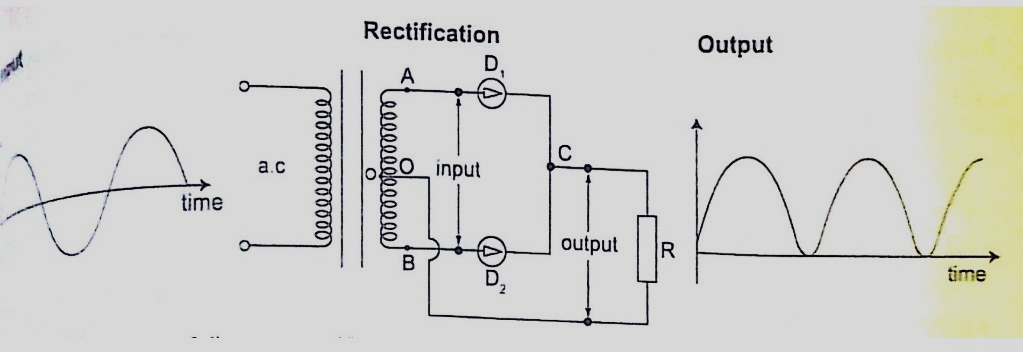 Rectification
Output
D₁
A
a.c
O
input
C
time
B
D₂
output
R
time